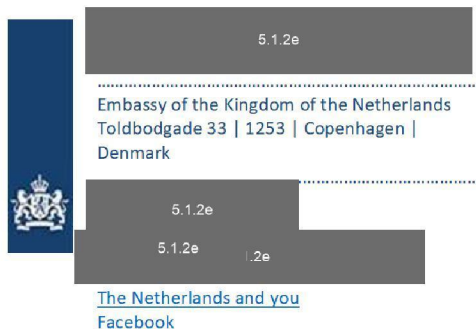 5.1.2e
Embassy of the Kingdom of the Netherlands
Toldbodgade 33 | 1253 | Copenhagen |
Denmark
5.1.2e
5.1.2e
.2e
The Netherlands and you
Facebook